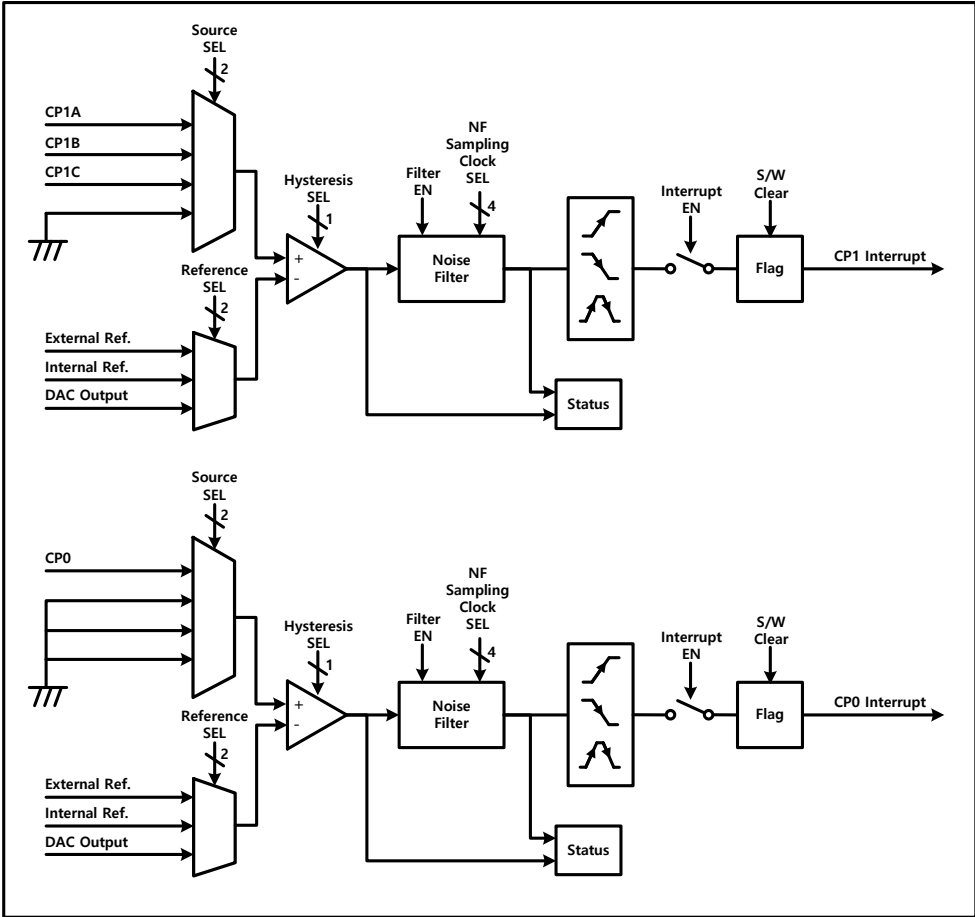 Source
SEL
2
CP1A
CP1B
CP1C
Hysteresis
SEL
1
Reference
SEL
2
External Ref.
Internal Ref.
DAC Output
+
-
Filter
EN
NF
Sampling
Clock
SEL
4
Noise
Filter
Interrupt
EN
S/W
Clear
Flag
CP1 Interrupt
Status
Source
SEL
2
CP0
Hysteresis
SEL
1
Reference
SEL
2
External Ref.
Internal Ref.
DAC Output
+
-
Filter
EN
NF
Sampling
Clock
SEL
4
Noise
Filter
Interrupt
EN
S/W
Clear
Flag
CP0 Interrupt
Status